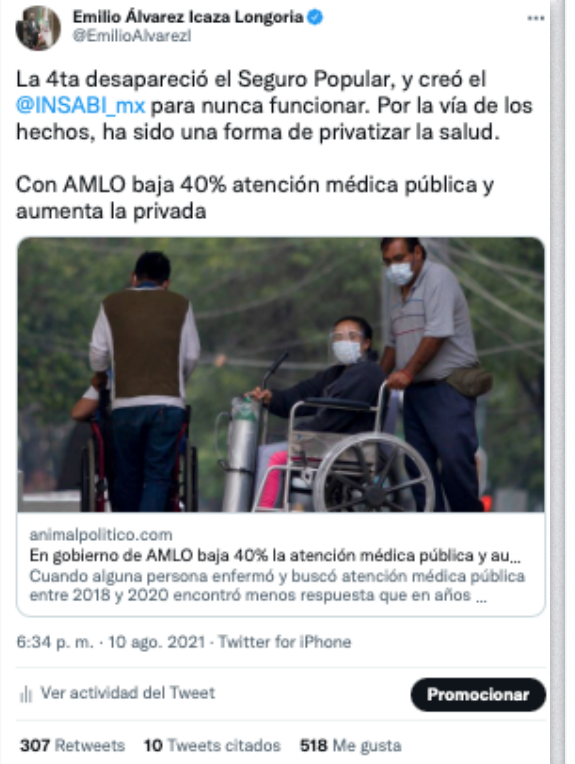 Emilio Álvarez Icaza Longoria
@EmilioAlvarezI
La 4ta desapareció el Seguro Popular, y creó el
@INSABI_mx para nunca funcionar. Por la vía de los
hechos, ha sido una forma de privatizar la salud.
Con AMLO baja 40% atención médica pública y
aumenta la privada
animalpolitico.com
En gobierno de AMLO baja 40% la atención médica pública y au...
Cuando alguna persona enfermó y buscó atención médica pública
entre 2018 y 2020 encontró menos respuesta que en años ...
6:34 p. m. · 10 ago. 2021 · Twitter for iPhone
Ver actividad del Tweet
Promocionar
307 Retweets 10 Tweets citados 518 Me gusta